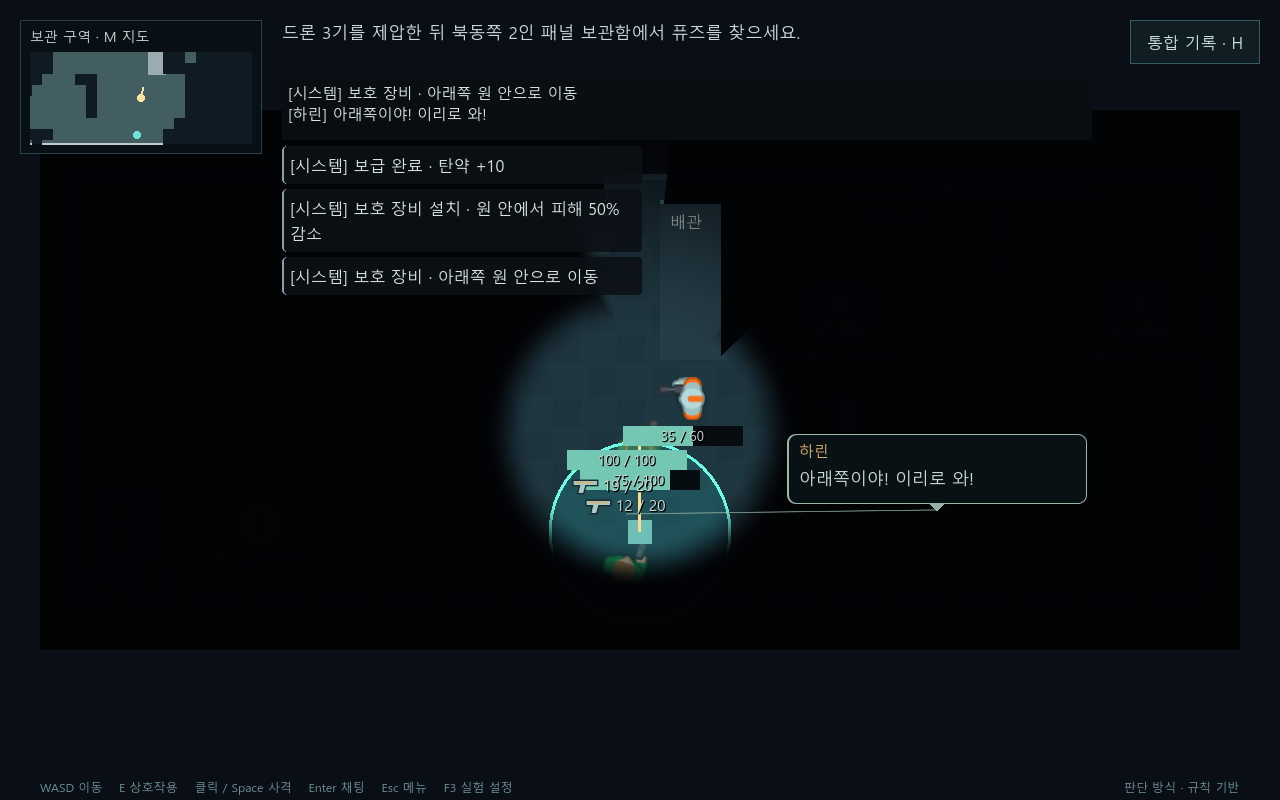 보관 구역 · M 지도
드론 3기를 제압한 뒤 북동쪽 2인 패널 보관함에서 퓨즈를 찾으세요.
통합 기록 · H
[시스템] 보호 장비 · 아래쪽 원 안으로 이동
[하린] 아래쪽이야! 이리로 와!
[시스템] 보급 완료 · 탄약 +10
[시스템] 보호 장비 설치 · 원 안에서 피해 50%
감소
[시스템] 보호 장비 · 아래쪽 원 안으로 이동
배관
35 / 60
100 / 100
75 / 100
12 / 20
하린
아래쪽이야! 이리로 와!
WASD 이동 E 상호작용 클릭 / Space 사격 Enter 채팅 Esc 메뉴 F3 실험 설정
판단 방식 · 규칙 기반